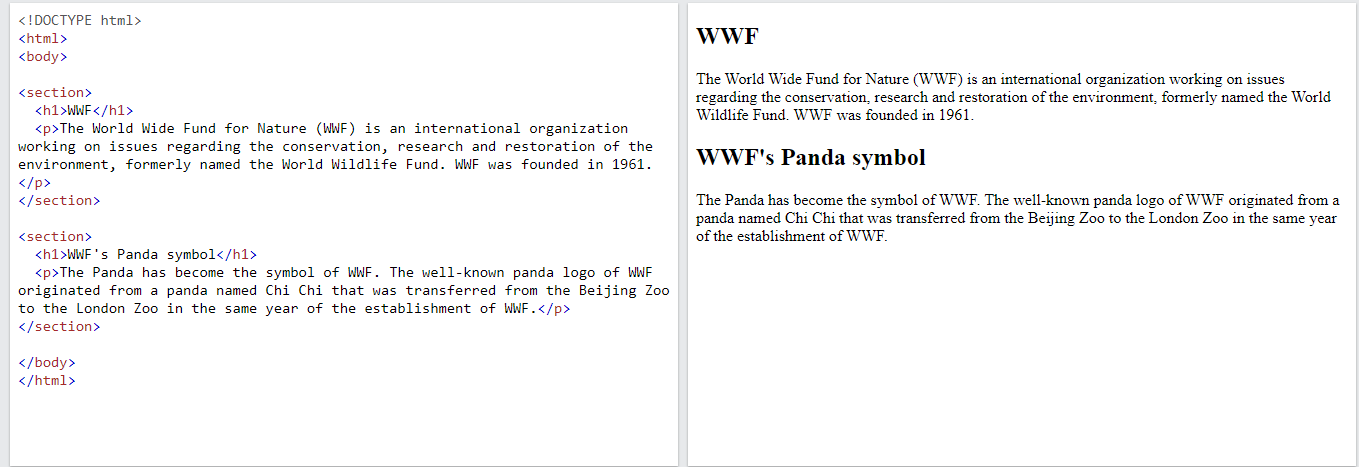 <!DOCTYPE html>
<html>
<body>
<section>
<h1>WWF</h1>
<p>The World Wide Fund for Nature (WWF) is an international organization
working on issues regarding the conservation, research and restoration of the
environment, formerly named the World Wildlife Fund. WWF was founded in 1961.
</p>
</section>
<section>
<h1>WWF's Panda symbol</h1>
<p>The Panda has become the symbol of WWF. The well-known panda logo of WWF
originated from a panda named Chi Chi that was transferred from the Beijing Zoo
to the London Zoo in the same year of the establishment of WWF.</p>
</section>
</body>
</html>
WWF
The World Wide Fund for Nature (WWF) is an international organization working on issues
regarding the conservation, research and restoration of the environment, formerly named the World
Wildlife Fund. WWF was founded in 1961.
WWF's Panda symbol
The Panda has become the symbol of WWF. The well-known panda logo of WWF originated from a
panda named Chi Chi that was transferred from the Beijing Zoo to the London Zoo in the same year
of the establishment of WWF.